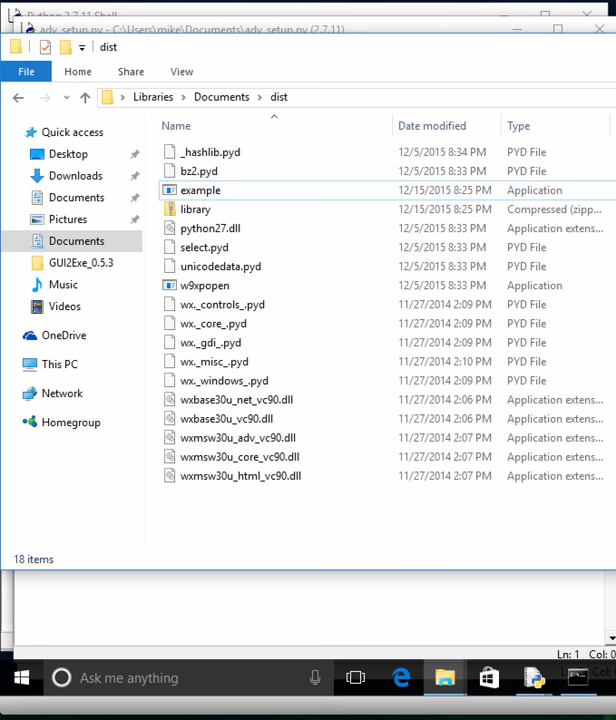 Python 2.7.11 Shell
adv_setup.py - C:\Users\mike\Documents\adv_setup.py (2.7.11)
dist
File Home Share View
Libraries Documents dist
Name Date modified Type
Quick access
Desktop
Downloads
Documents
Pictures
Documents
GUI2Exe_0.5.3
Music
Videos
OneDrive
This PC
Network
Homegroup
_hashlib.pyd 12/5/2015 8:34 PM PYD File
bz2.pyd 12/5/2015 8:33 PM PYD File
example 12/15/2015 8:25 PM Application
library 12/15/2015 8:25 PM Compressed (zipp...
python27.dll 12/5/2015 8:33 PM Application extens...
select.pyd 12/5/2015 8:33 PM PYD File
unicodedata.pyd 12/5/2015 8:33 PM PYD File
w9xpopen 12/5/2015 8:33 PM Application
wx._controls_.pyd 11/27/2014 2:09 PM PYD File
wx._core_.pyd 11/27/2014 2:09 PM PYD File
wx._gdi_.pyd 11/27/2014 2:09 PM PYD File
wx._misc_.pyd 11/27/2014 2:10 PM PYD File
wx._windows_.pyd 11/27/2014 2:09 PM PYD File
wxbase30u_net_vc90.dll 11/27/2014 2:06 PM Application extens...
wxbase30u_vc90.dll 11/27/2014 2:06 PM Application extens...
wxmsw30u_adv_vc90.dll 11/27/2014 2:07 PM Application extens...
wxmsw30u_core_vc90.dll 11/27/2014 2:07 PM Application extens...
wxmsw30u_html_vc90.dll 11/27/2014 2:07 PM Application extens...
18 items
Ln: 1 Col: 0
Ask me anything